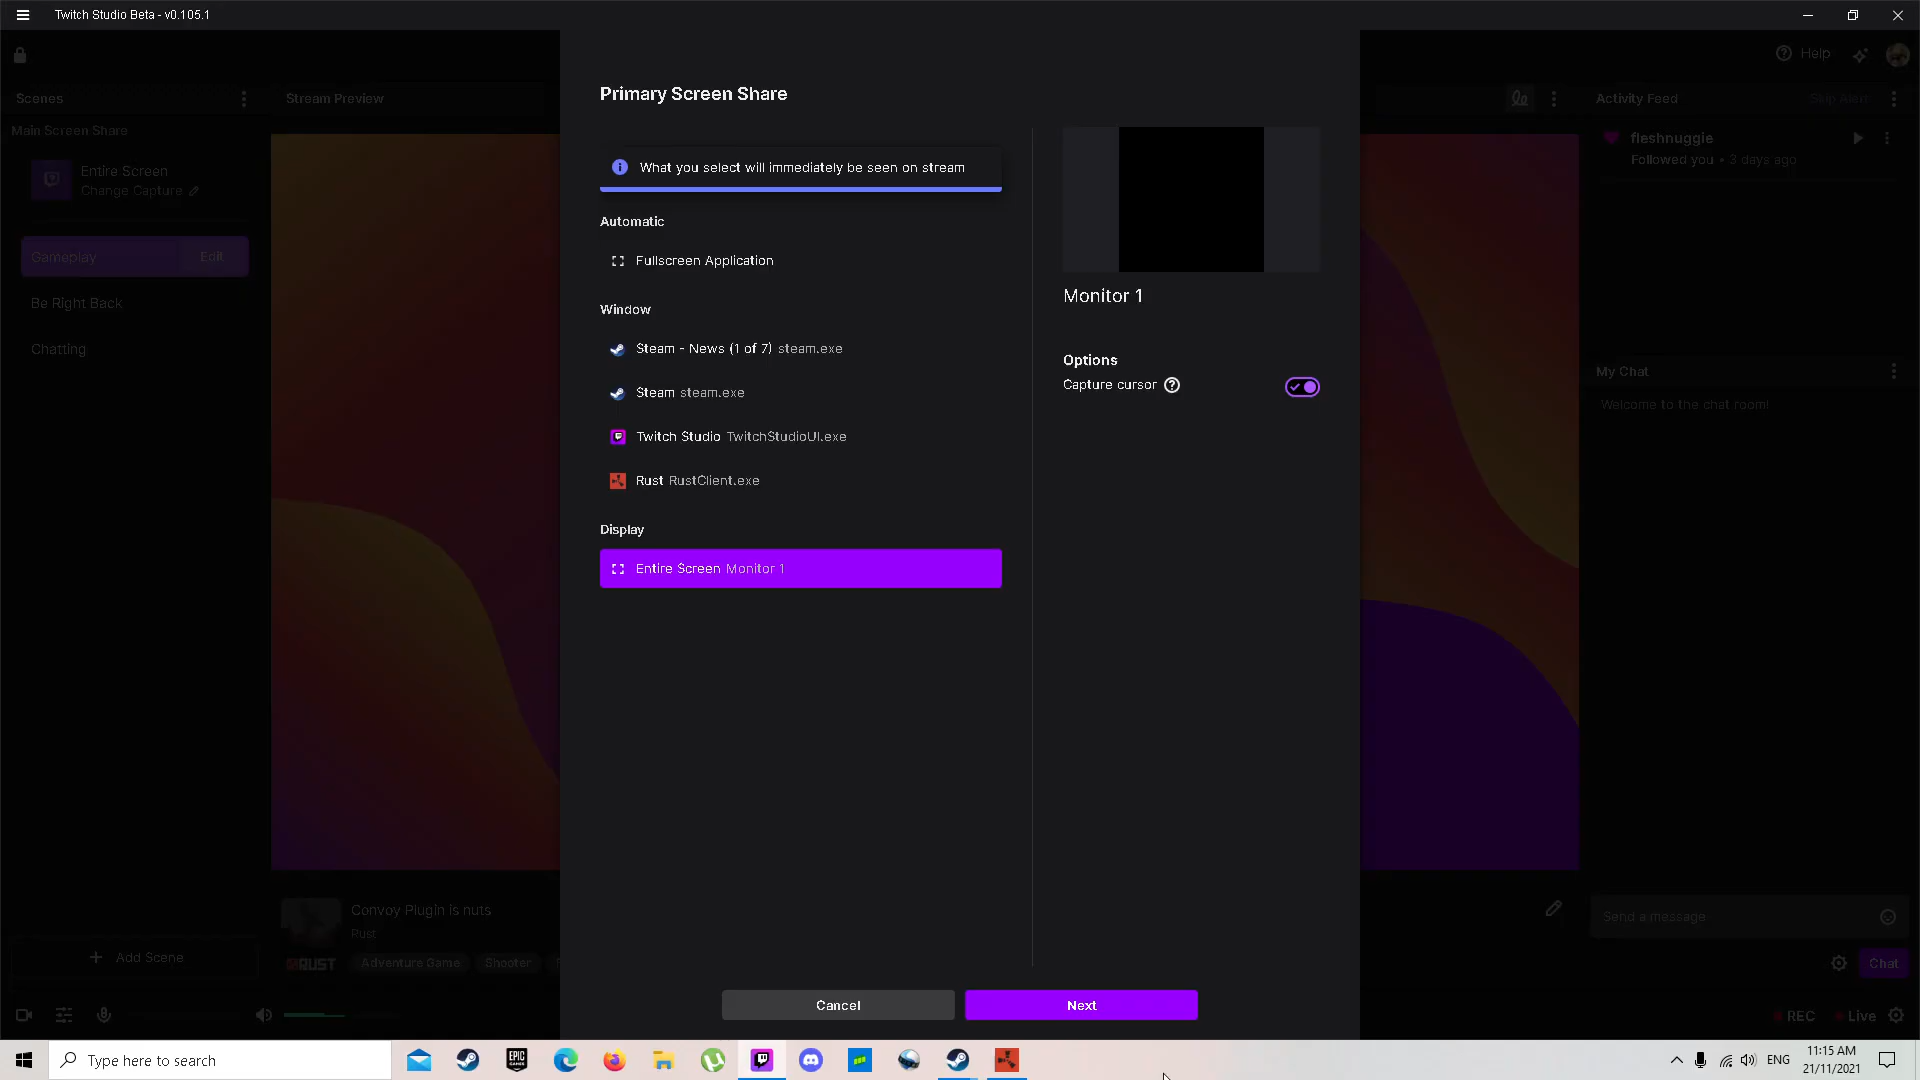 Twitch Studio Beta - v0.105.1
Help
Scenes
Stream Preview
Activity Feed
Skip Alert
Main Screen Share
Entire Screen
Change Capture
Gameplay
Edit
Be Right Back
Chatting
Primary Screen Share
What you select will immediately be seen on stream
Automatic
Fullscreen Application
Window
Steam - News (1 of 7) steam.exe
Steam steam.exe
Twitch Studio TwitchStudioUI.exe
Rust RustClient.exe
Display
Entire Screen Monitor 1
Monitor 1
Options
Capture cursor
fleshnuggie
Followed you • 3 days ago
My Chat
Welcome to the chat room!
Convoy Plugin is nuts
Rust
RUST
Adventure Game
Shooter
Add Scene
Send a message
Chat
Cancel
Next
REC
Live
Type here to search
EPIC GAMES
ENG
11:15 AM
21/11/2021